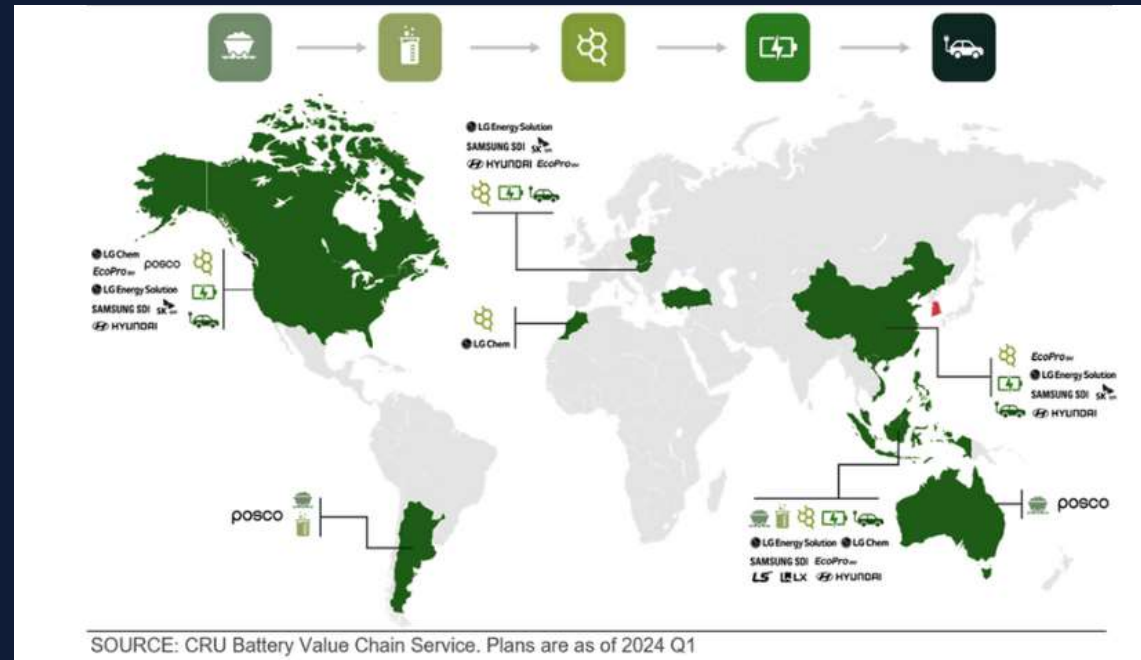 LG Energy Solution
SAMSUNG SDI SK on
HYUNDAI EcoPro BM
LG Chem
EcoPro BM posco
LG Energy Solution
SAMSUNG SDI SK on
HYUNDAI
LG Chem
EcoPro BM
LG Energy Solution
SAMSUNG SDI SK on
HYUNDAI
posco
posco
LG Energy Solution LG Chem
SAMSUNG SDI EcoPro BM
LS LX HYUNDAI
SOURCE: CRU Battery Value Chain Service. Plans are as of 2024 Q1